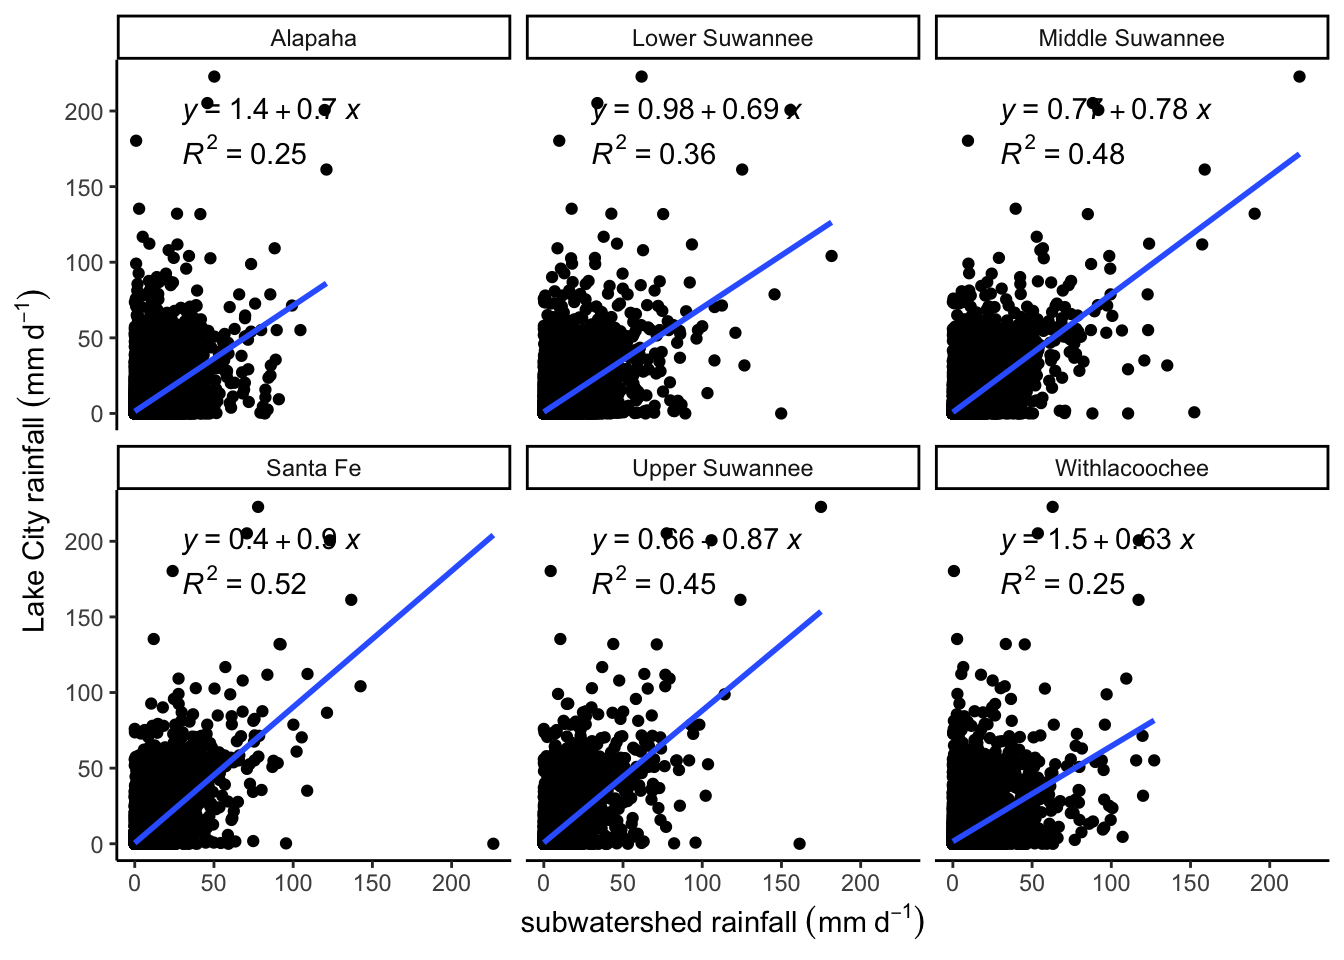 Alapaha
Lower Suwannee
Middle Suwannee
y = 1.4 + 0.7 x
R² = 0.25
y = 0.98 + 0.69 x
R² = 0.36
y = 0.77 + 0.78 x
R² = 0.48
200
150
100
50
0
Santa Fe
Upper Suwannee
Withlacoochee
y = 0.4 + 0.9 x
R² = 0.52
y = 0.66 + 0.87 x
R² = 0.45
y = 1.5 + 0.63 x
R² = 0.25
200
150
100
50
0
0 50 100 150 200
0 50 100 150 200
0 50 100 150 200
Lake City rainfall (mm d⁻¹)
subwatershed rainfall (mm d⁻¹)